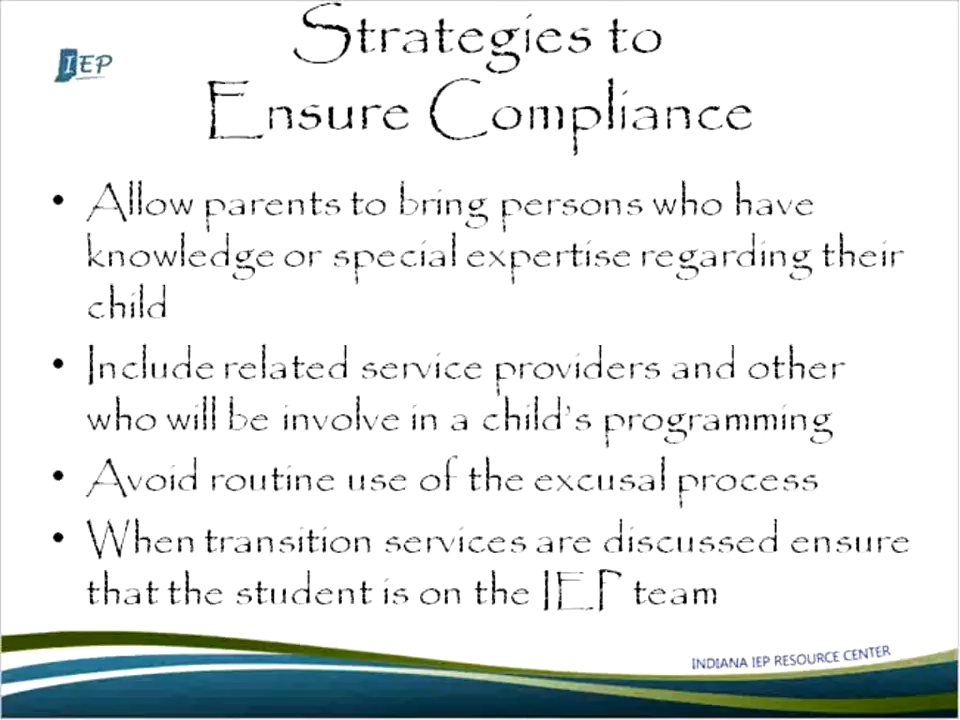 Strategies to
IEP
Ensure Compliance
• Allow parents to bring persons who have
knowledge or special expertise regarding their
child
• Include related service providers and other
who will be involve in a child's programming
• Avoid routine use of the excusal process
• When transition services are discussed ensure
that the student is on the IEP team
INDIANA IEP RESOURCE CENTER